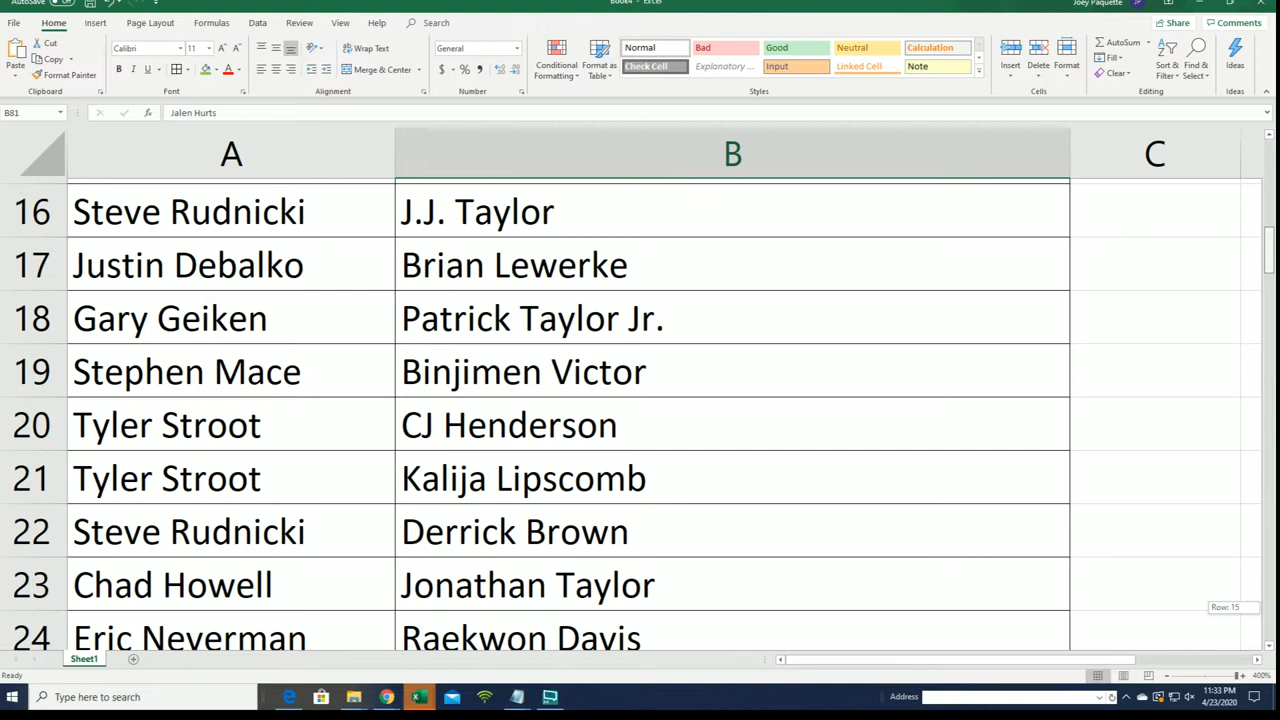 AutoSave Off Book4 - Excel Joey Paquette JP
File Home Insert Page Layout Formulas Data Review View Help Search Share Comments
Paste Cut Copy Format Painter Clipboard
Calibri 11
Wrap Text Merge & Center Alignment
General Number
Conditional Formatting Format as Table
Normal Bad Good Neutral Calculation
Check Cell Explanatory ... Input Linked Cell Note
Styles
Insert Delete Format Cells
AutoSum Fill Clear Sort & Filter Find & Select Editing
Ideas Ideas
B81 fx Jalen Hurts
A B C
16 Steve Rudnicki J.J. Taylor
17 Justin Debalko Brian Lewerke
18 Gary Geiken Patrick Taylor Jr.
19 Stephen Mace Binjimen Victor
20 Tyler Stroot CJ Henderson
21 Tyler Stroot Kalija Lipscomb
22 Steve Rudnicki Derrick Brown
23 Chad Howell Jonathan Taylor
Row: 15
24 Eric Neverman Raekwon Davis
Sheet1
Ready 400%
Type here to search Address 11:33 PM
4/23/2020